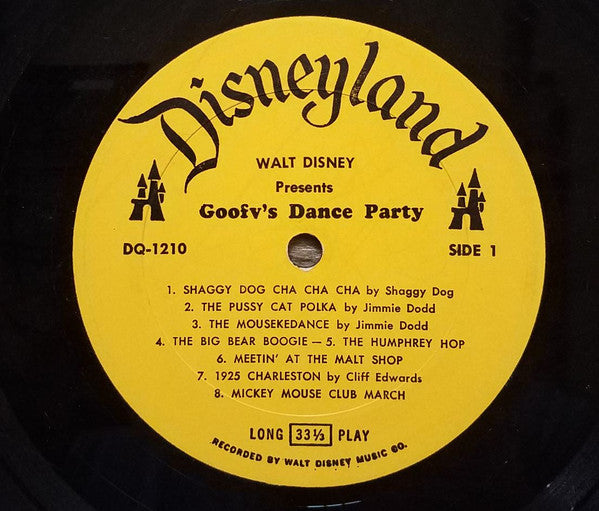 Disneyland
WALT DISNEY
Presents
Goofy's Dance Party
DQ-1210
SIDE 1
1. SHAGGY DOG CHA CHA CHA by Shaggy Dog
2. THE PUSSY CAT POLKA by Jimmie Dodd
3. THE MOUSEKEDANCE by Jimmie Dodd
4. THE BIG BEAR BOOGIE — 5. THE HUMPHREY HOP
6. MEETIN' AT THE MALT SHOP
7. 1925 CHARLESTON by Cliff Edwards
8. MICKEY MOUSE CLUB MARCH
LONG 33⅓ PLAY
RECORDED BY WALT DISNEY MUSIC CO.